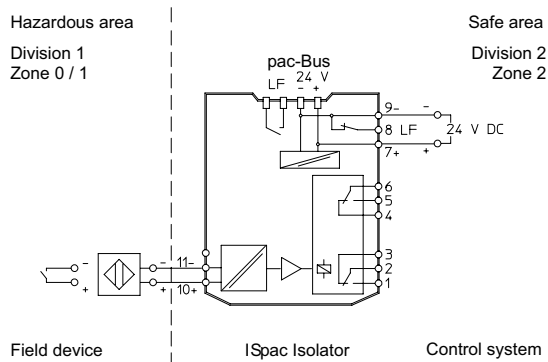 Hazardous area
Safe area
Division 1
Zone 0 / 1
Division 2
Zone 2
pac-Bus
LF 24 V
- +
9-
-
8 LF
24 V DC
7+
+
6
5
4
3
2
1
- - 11-
+ + 10+
Field device
ISpac Isolator
Control system